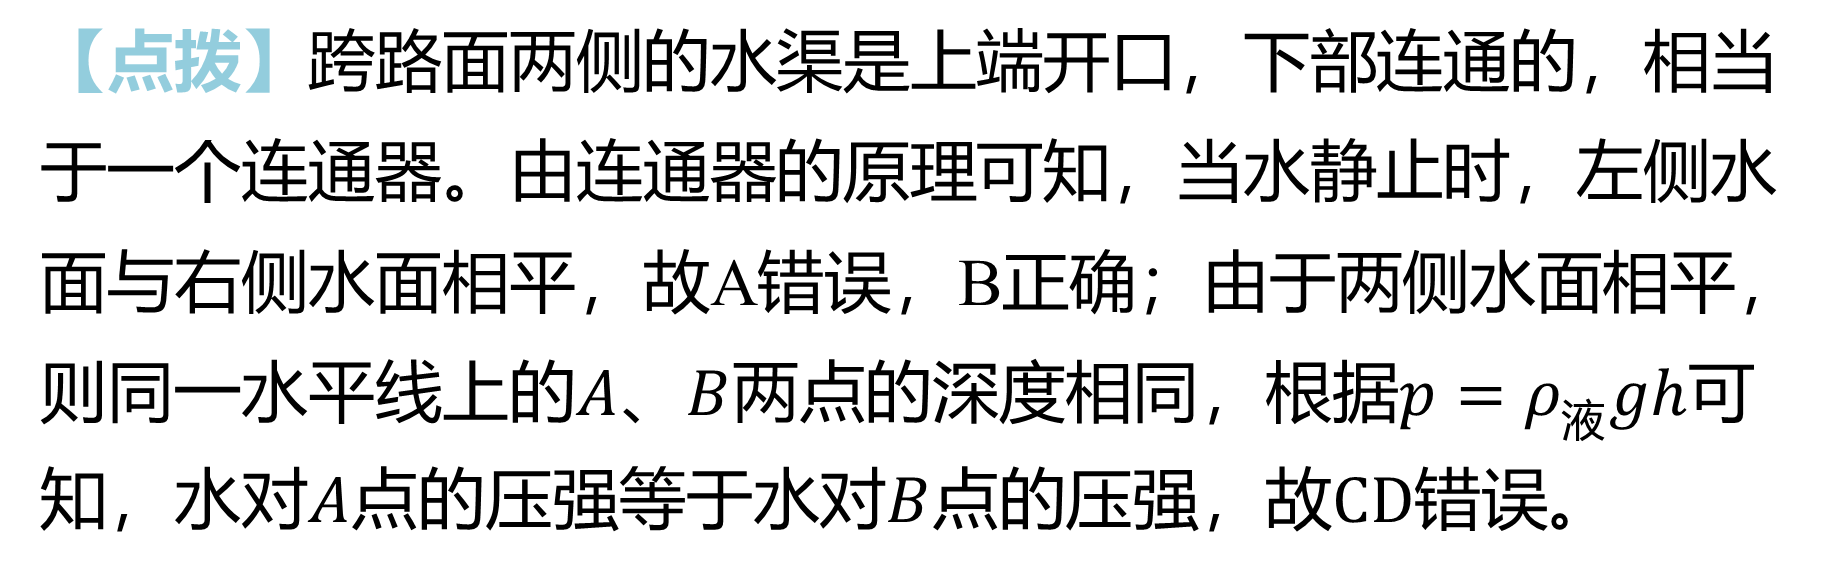 【点拨】跨路面两侧的水渠是上端开口，下部连通的，相当
于一个连通器。由连通器的原理可知，当水静止时，左侧水
面与右侧水面相平，故A错误，B正确；由于两侧水面相平，
则同一水平线上的A、B两点的深度相同，根据p = ρ液gh可
知，水对A点的压强等于水对B点的压强，故CD错误。